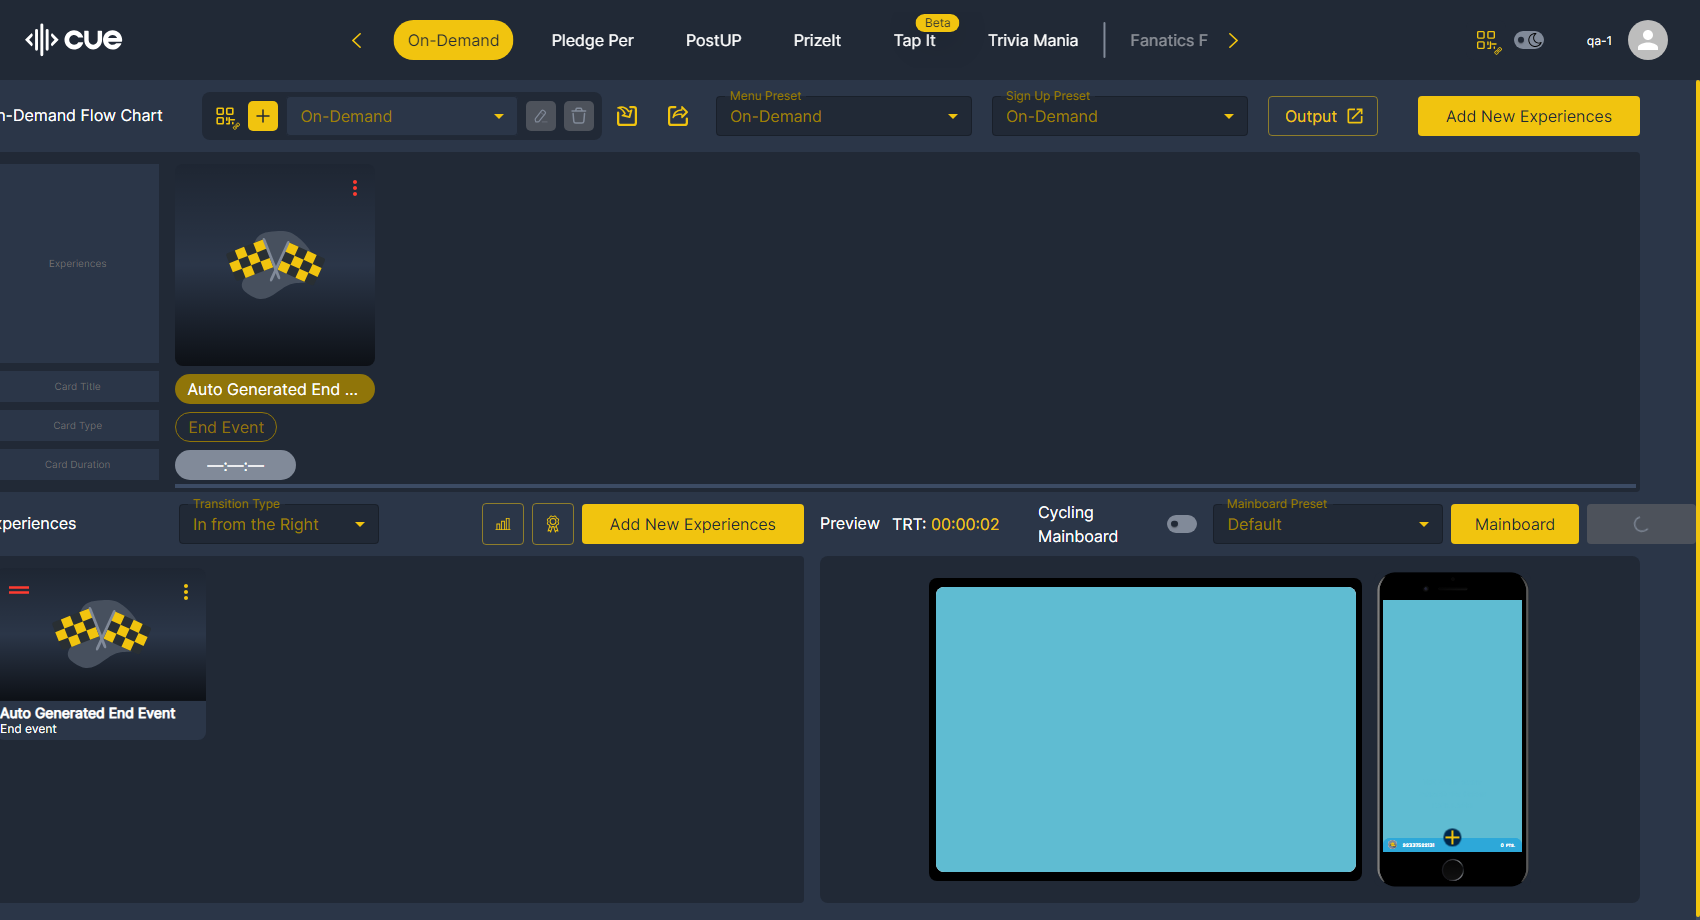 cue
On-Demand
Pledge Per
PostUP
PrizeIt
Beta
Tap It
Trivia Mania
Fanatics F
qa-1
n-Demand Flow Chart
On-Demand
Menu Preset
On-Demand
Sign Up Preset
On-Demand
Output
Add New Experiences
Experiences
Card Title
Auto Generated End ...
Card Type
End Event
Card Duration
—:—:—
xperiences
Transition Type
In from the Right
Add New Experiences
Preview
TRT: 00:00:02
Cycling
Mainboard
Mainboard Preset
Default
Mainboard
Auto Generated End Event
End event
0 PTS.